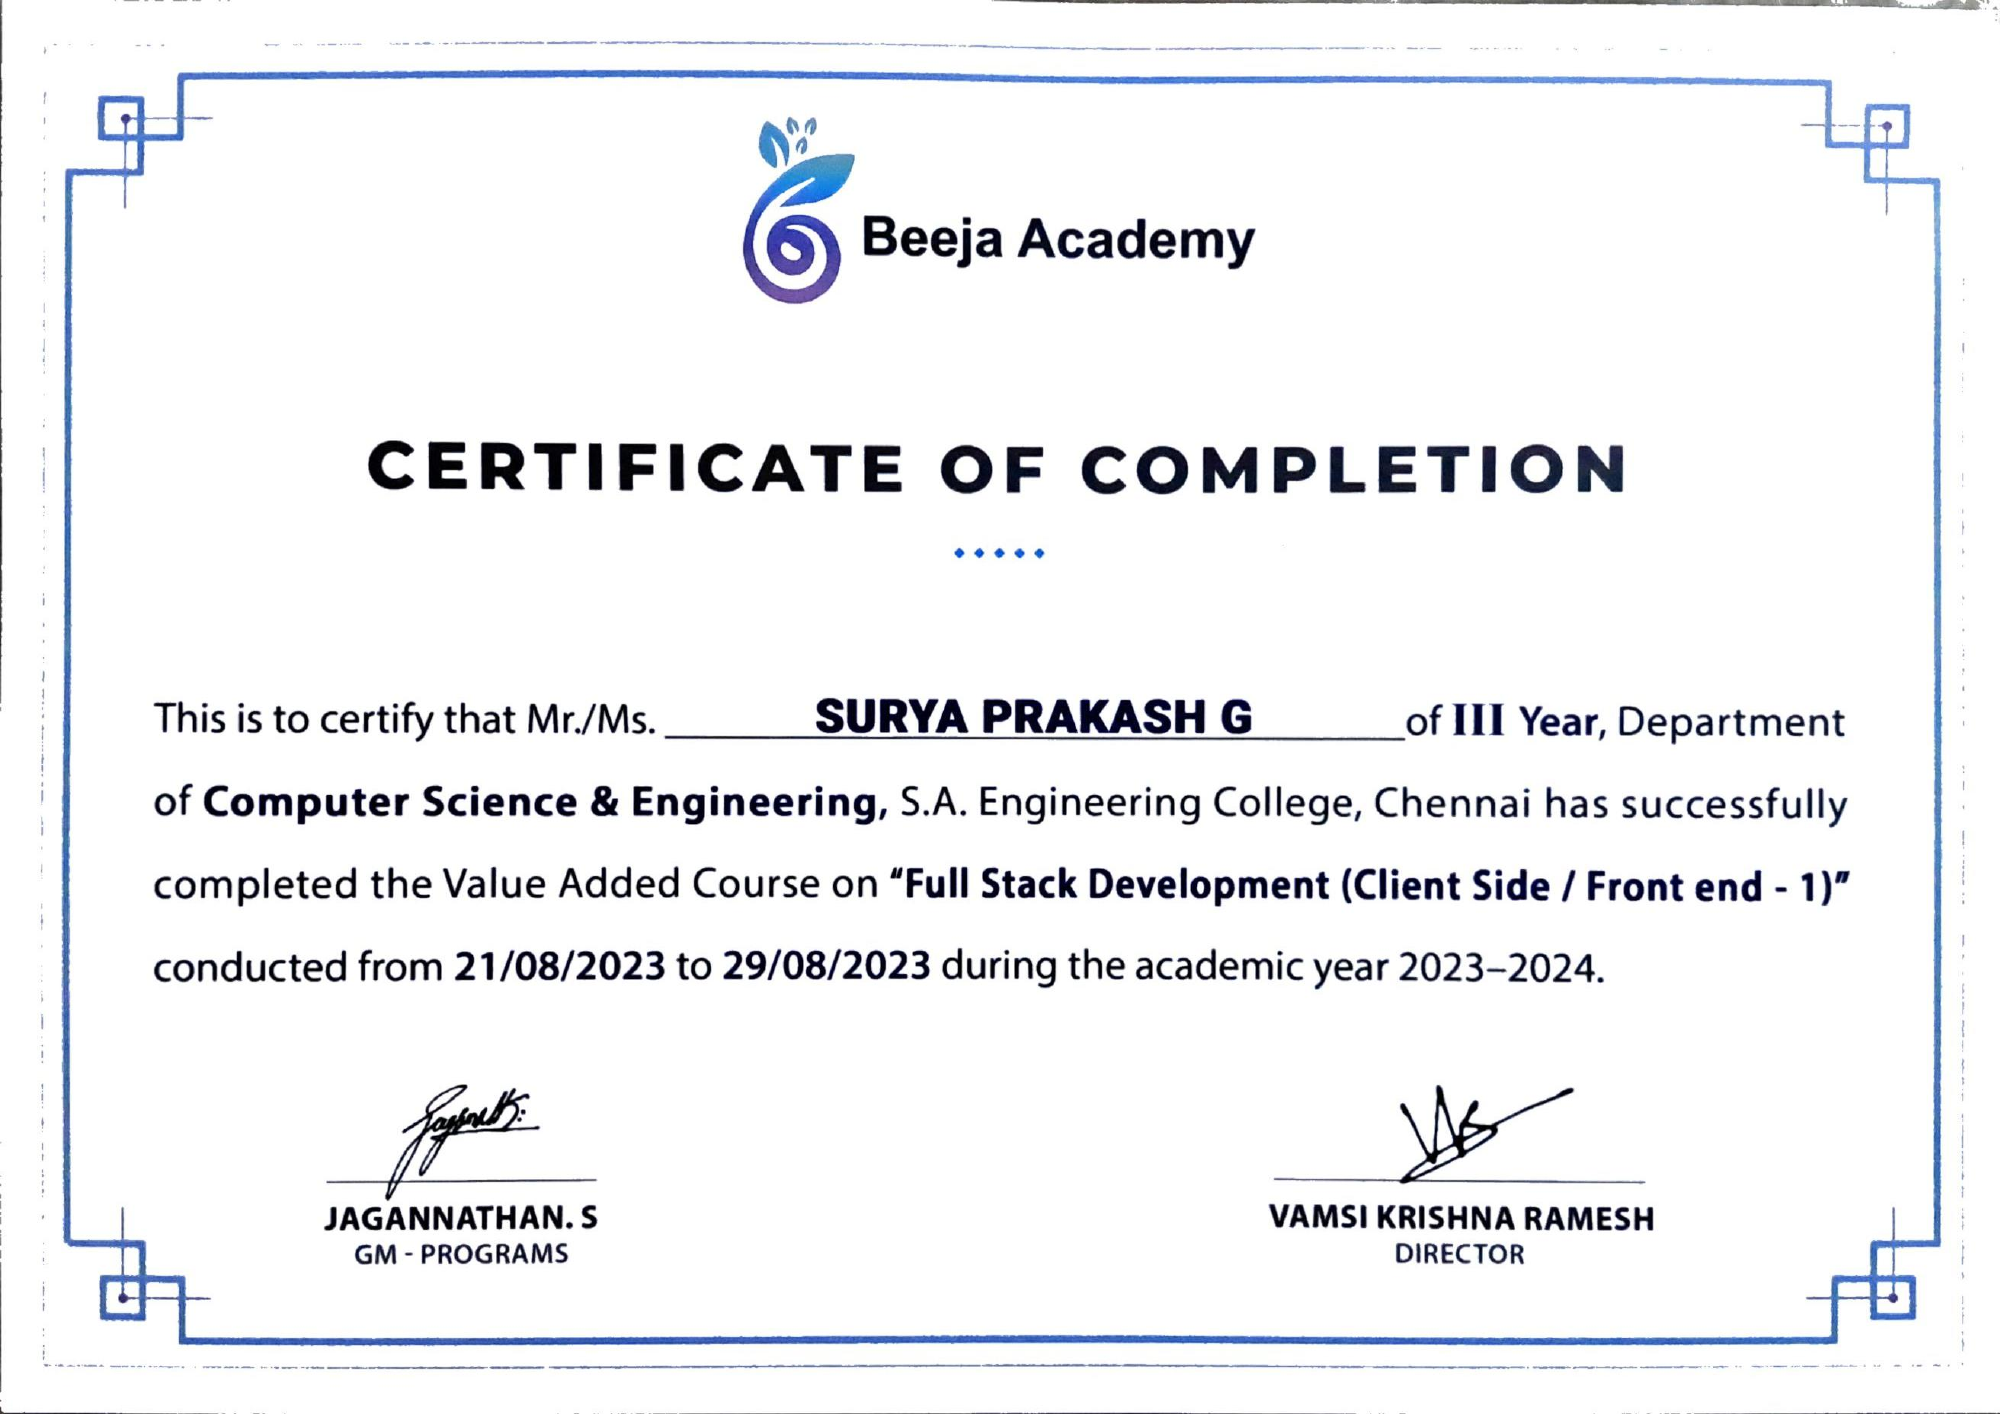 Beeja Academy
CERTIFICATE OF COMPLETION
This is to certify that Mr./Ms. SURYA PRAKASH G of III Year, Department
of Computer Science & Engineering, S.A. Engineering College, Chennai has successfully
completed the Value Added Course on “Full Stack Development (Client Side / Front end - 1)”
conducted from 21/08/2023 to 29/08/2023 during the academic year 2023–2024.
JAGANNATHAN. S
GM - PROGRAMS
VAMSI KRISHNA RAMESH
DIRECTOR